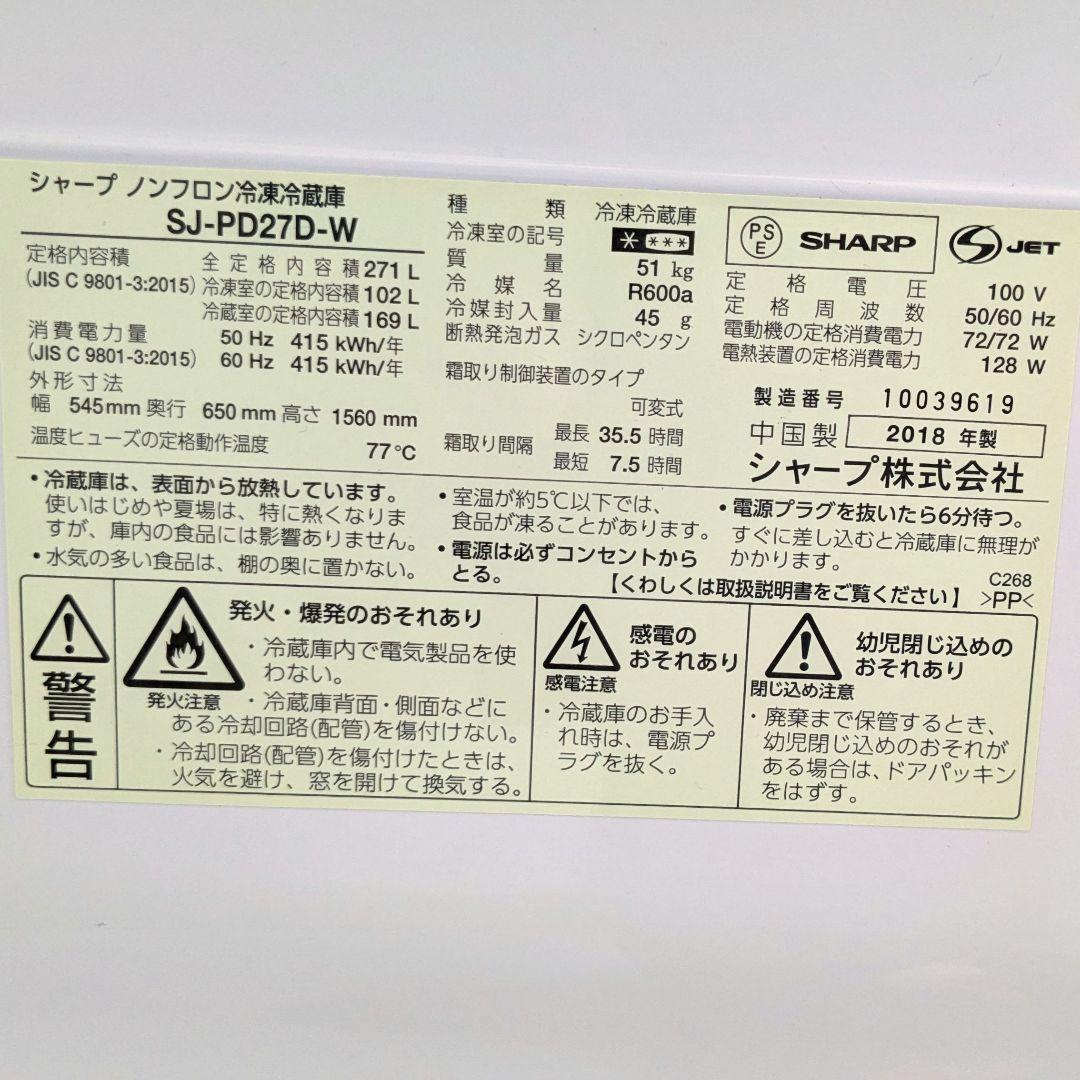 シャープ ノンフロン冷凍冷蔵庫
SJ-PD27D-W
定格内容積
(JIS C 9801-3:2015)
全定格内容積 271 L
冷凍室の定格内容積 102 L
冷蔵室の定格内容積 169 L
消費電力量
(JIS C 9801-3:2015)
50 Hz 415 kWh/年
60 Hz 415 kWh/年
外形寸法
幅 545mm 奥行 650 mm 高さ 1560 mm
温度ヒューズの定格動作温度 77℃
種類 冷凍冷蔵庫
冷凍室の記号 * ***
質量 51 kg
冷媒名 R600a
冷媒封入量 45 g
断熱発泡ガス シクロペンタン
霜取り制御装置のタイプ
可変式
霜取り間隔
最長 35.5 時間
最短 7.5 時間
PS
E
SHARP
S JET
定格電圧 100 V
定格周波数 50/60 Hz
電動機の定格消費電力 72/72 W
電熱装置の定格消費電力 128 W
製造番号 10039619
中国製 2018 年製
シャープ株式会社
・冷蔵庫は、表面から放熱しています。
使いはじめや夏場は、特に熱くなりま
すが、庫内の食品には影響ありません。
・水気の多い食品は、棚の奥に置かない。
・室温が約5℃以下では、
食品が凍ることがあります。
・電源は必ずコンセントから
とる。
・電源プラグを抜いたら6分待つ。
すぐに差し込むと冷蔵庫に無理が
かかります。
【くわしくは取扱説明書をご覧ください】
C268
>PP<
警告
発火注意
発火・爆発のおそれあり
・冷蔵庫内で電気製品を使
わない。
・冷蔵庫背面・側面などに
ある冷却回路(配管)を傷付けない。
・冷却回路(配管)を傷付けたときは、
火気を避け、窓を開けて換気する。
感電の
おそれあり
感電注意
・冷蔵庫のお手入
れ時は、電源プ
ラグを抜く。
幼児閉じ込めの
おそれあり
閉じ込め注意
・廃棄まで保管するとき、
幼児閉じ込めのおそれが
ある場合は、ドアパッキン
をはずす。